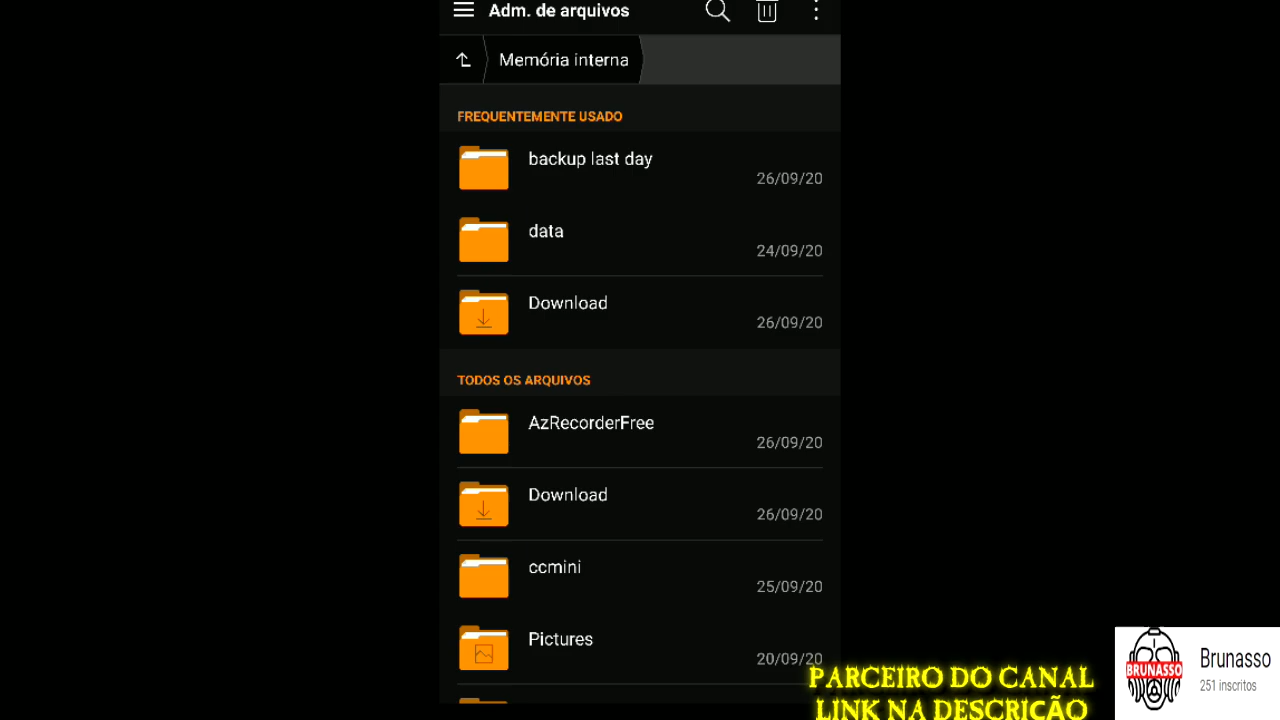 Adm. de arquivos
Memória interna
FREQUENTEMENTE USADO
backup last day
26/09/20
data
24/09/20
Download
26/09/20
TODOS OS ARQUIVOS
AzRecorderFree
26/09/20
Download
26/09/20
ccmini
25/09/20
Pictures
20/09/20
PARCEIRO DO CANAL
LINK NA DESCRIÇÃO
BRUNASSO
Brunasso
251 inscritos